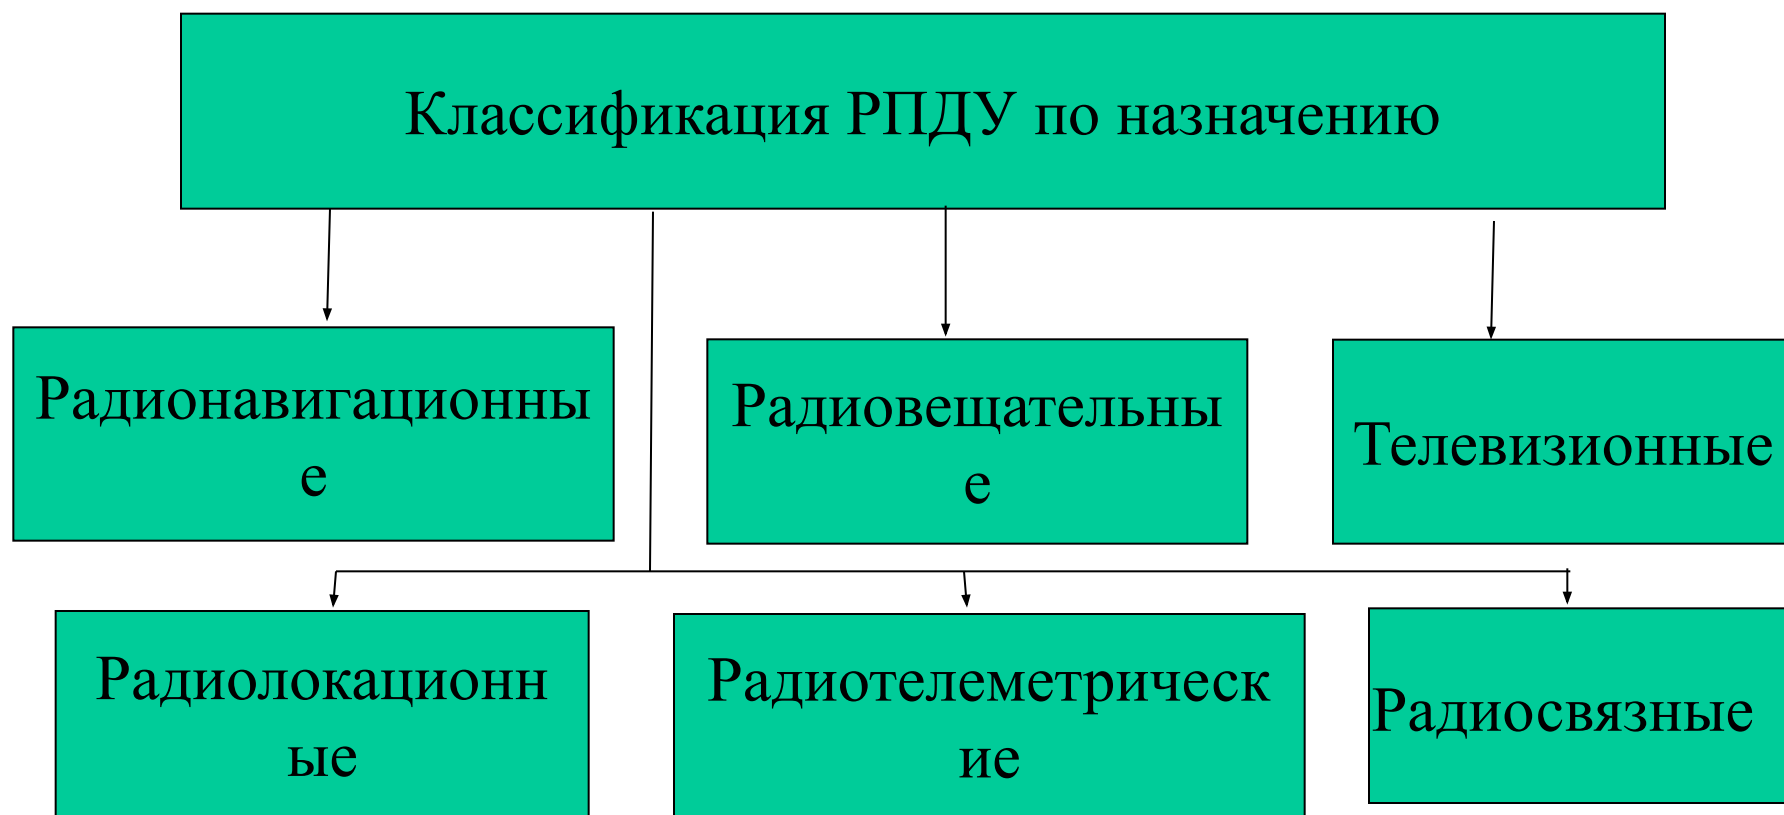 Классификация РПДУ по назначению
Радионавигационны
е
Радиовещательны
е
Телевизионные
Радиолокационн
ые
Радиотелеметрическ
ие
Радиосвязные